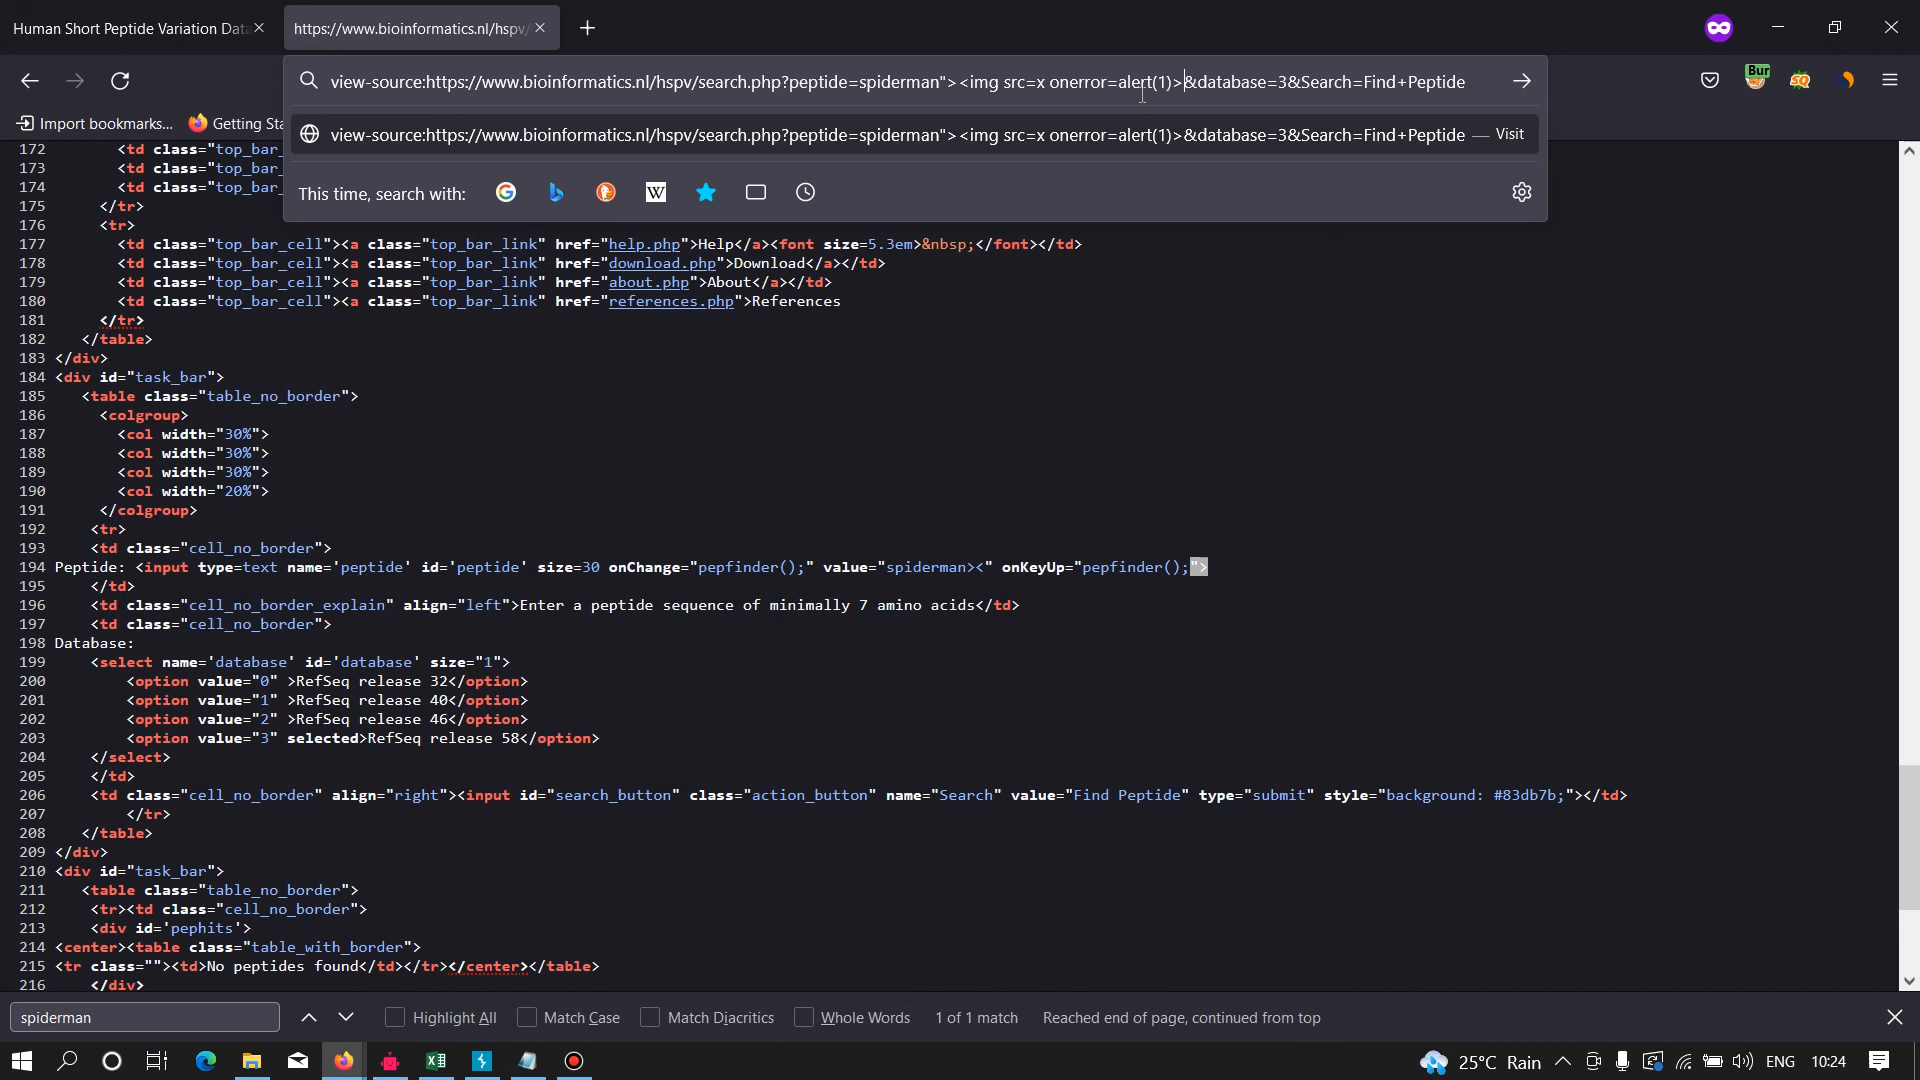 Human Short Peptide Variation Data
https://www.bioinformatics.nl/hspv/
view-source:https://www.bioinformatics.nl/hspv/search.php?peptide=spiderman"><img src=x onerror=alert(1)>&database=3&Search=Find+Peptide
Bur
Import bookmarks...
Getting Sta
view-source:https://www.bioinformatics.nl/hspv/search.php?peptide=spiderman"><img src=x onerror=alert(1)>&database=3&Search=Find+Peptide — Visit
This time, search with:
172 <td class="top_bar_
173 <td class="top_bar_
174 <td class="top_bar_
175 </tr>
176 <tr>
177 <td class="top_bar_cell"><a class="top_bar_link" href="help.php">Help</a><font size=5.3em>&nbsp;</font></td>
178 <td class="top_bar_cell"><a class="top_bar_link" href="download.php">Download</a></td>
179 <td class="top_bar_cell"><a class="top_bar_link" href="about.php">About</a></td>
180 <td class="top_bar_cell"><a class="top_bar_link" href="references.php">References
181 </tr>
182 </table>
183 </div>
184 <div id="task_bar">
185 <table class="table_no_border">
186 <colgroup>
187 <col width="30%">
188 <col width="30%">
189 <col width="30%">
190 <col width="20%">
191 </colgroup>
192 <tr>
193 <td class="cell_no_border">
194 Peptide: <input type=text name='peptide' id='peptide' size=30 onChange="pepfinder();" value="spiderman><" onKeyUp="pepfinder();">
195 </td>
196 <td class="cell_no_border_explain" align="left">Enter a peptide sequence of minimally 7 amino acids</td>
197 <td class="cell_no_border">
198 Database:
199 <select name='database' id='database' size="1">
200 <option value="0" >RefSeq release 32</option>
201 <option value="1" >RefSeq release 40</option>
202 <option value="2" >RefSeq release 46</option>
203 <option value="3" selected>RefSeq release 58</option>
204 </select>
205 </td>
206 <td class="cell_no_border" align="right"><input id="search_button" class="action_button" name="Search" value="Find Peptide" type="submit" style="background: #83db7b;"></td>
207 </tr>
208 </table>
209 </div>
210 <div id="task_bar">
211 <table class="table_no_border">
212 <tr><td class="cell_no_border">
213 <div id='pephits'>
214 <center><table class="table_with_border">
215 <tr class=""><td>No peptides found</td></tr></center></table>
216 </div>
spiderman
Highlight All
Match Case
Match Diacritics
Whole Words
1 of 1 match
Reached end of page, continued from top
25°C Rain
ENG
10:24